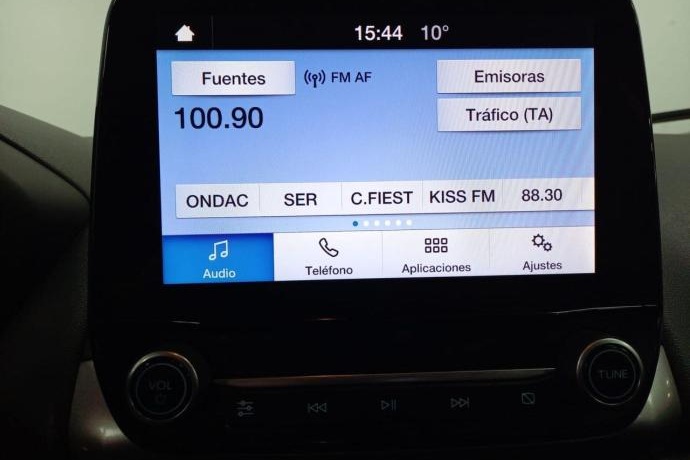 15:44 10°
Fuentes FM AF Emisoras
100.90 Tráfico (TA)
ONDAC SER C.FIEST KISS FM 88.30
Audio Teléfono Aplicaciones Ajustes
VOL TUNE